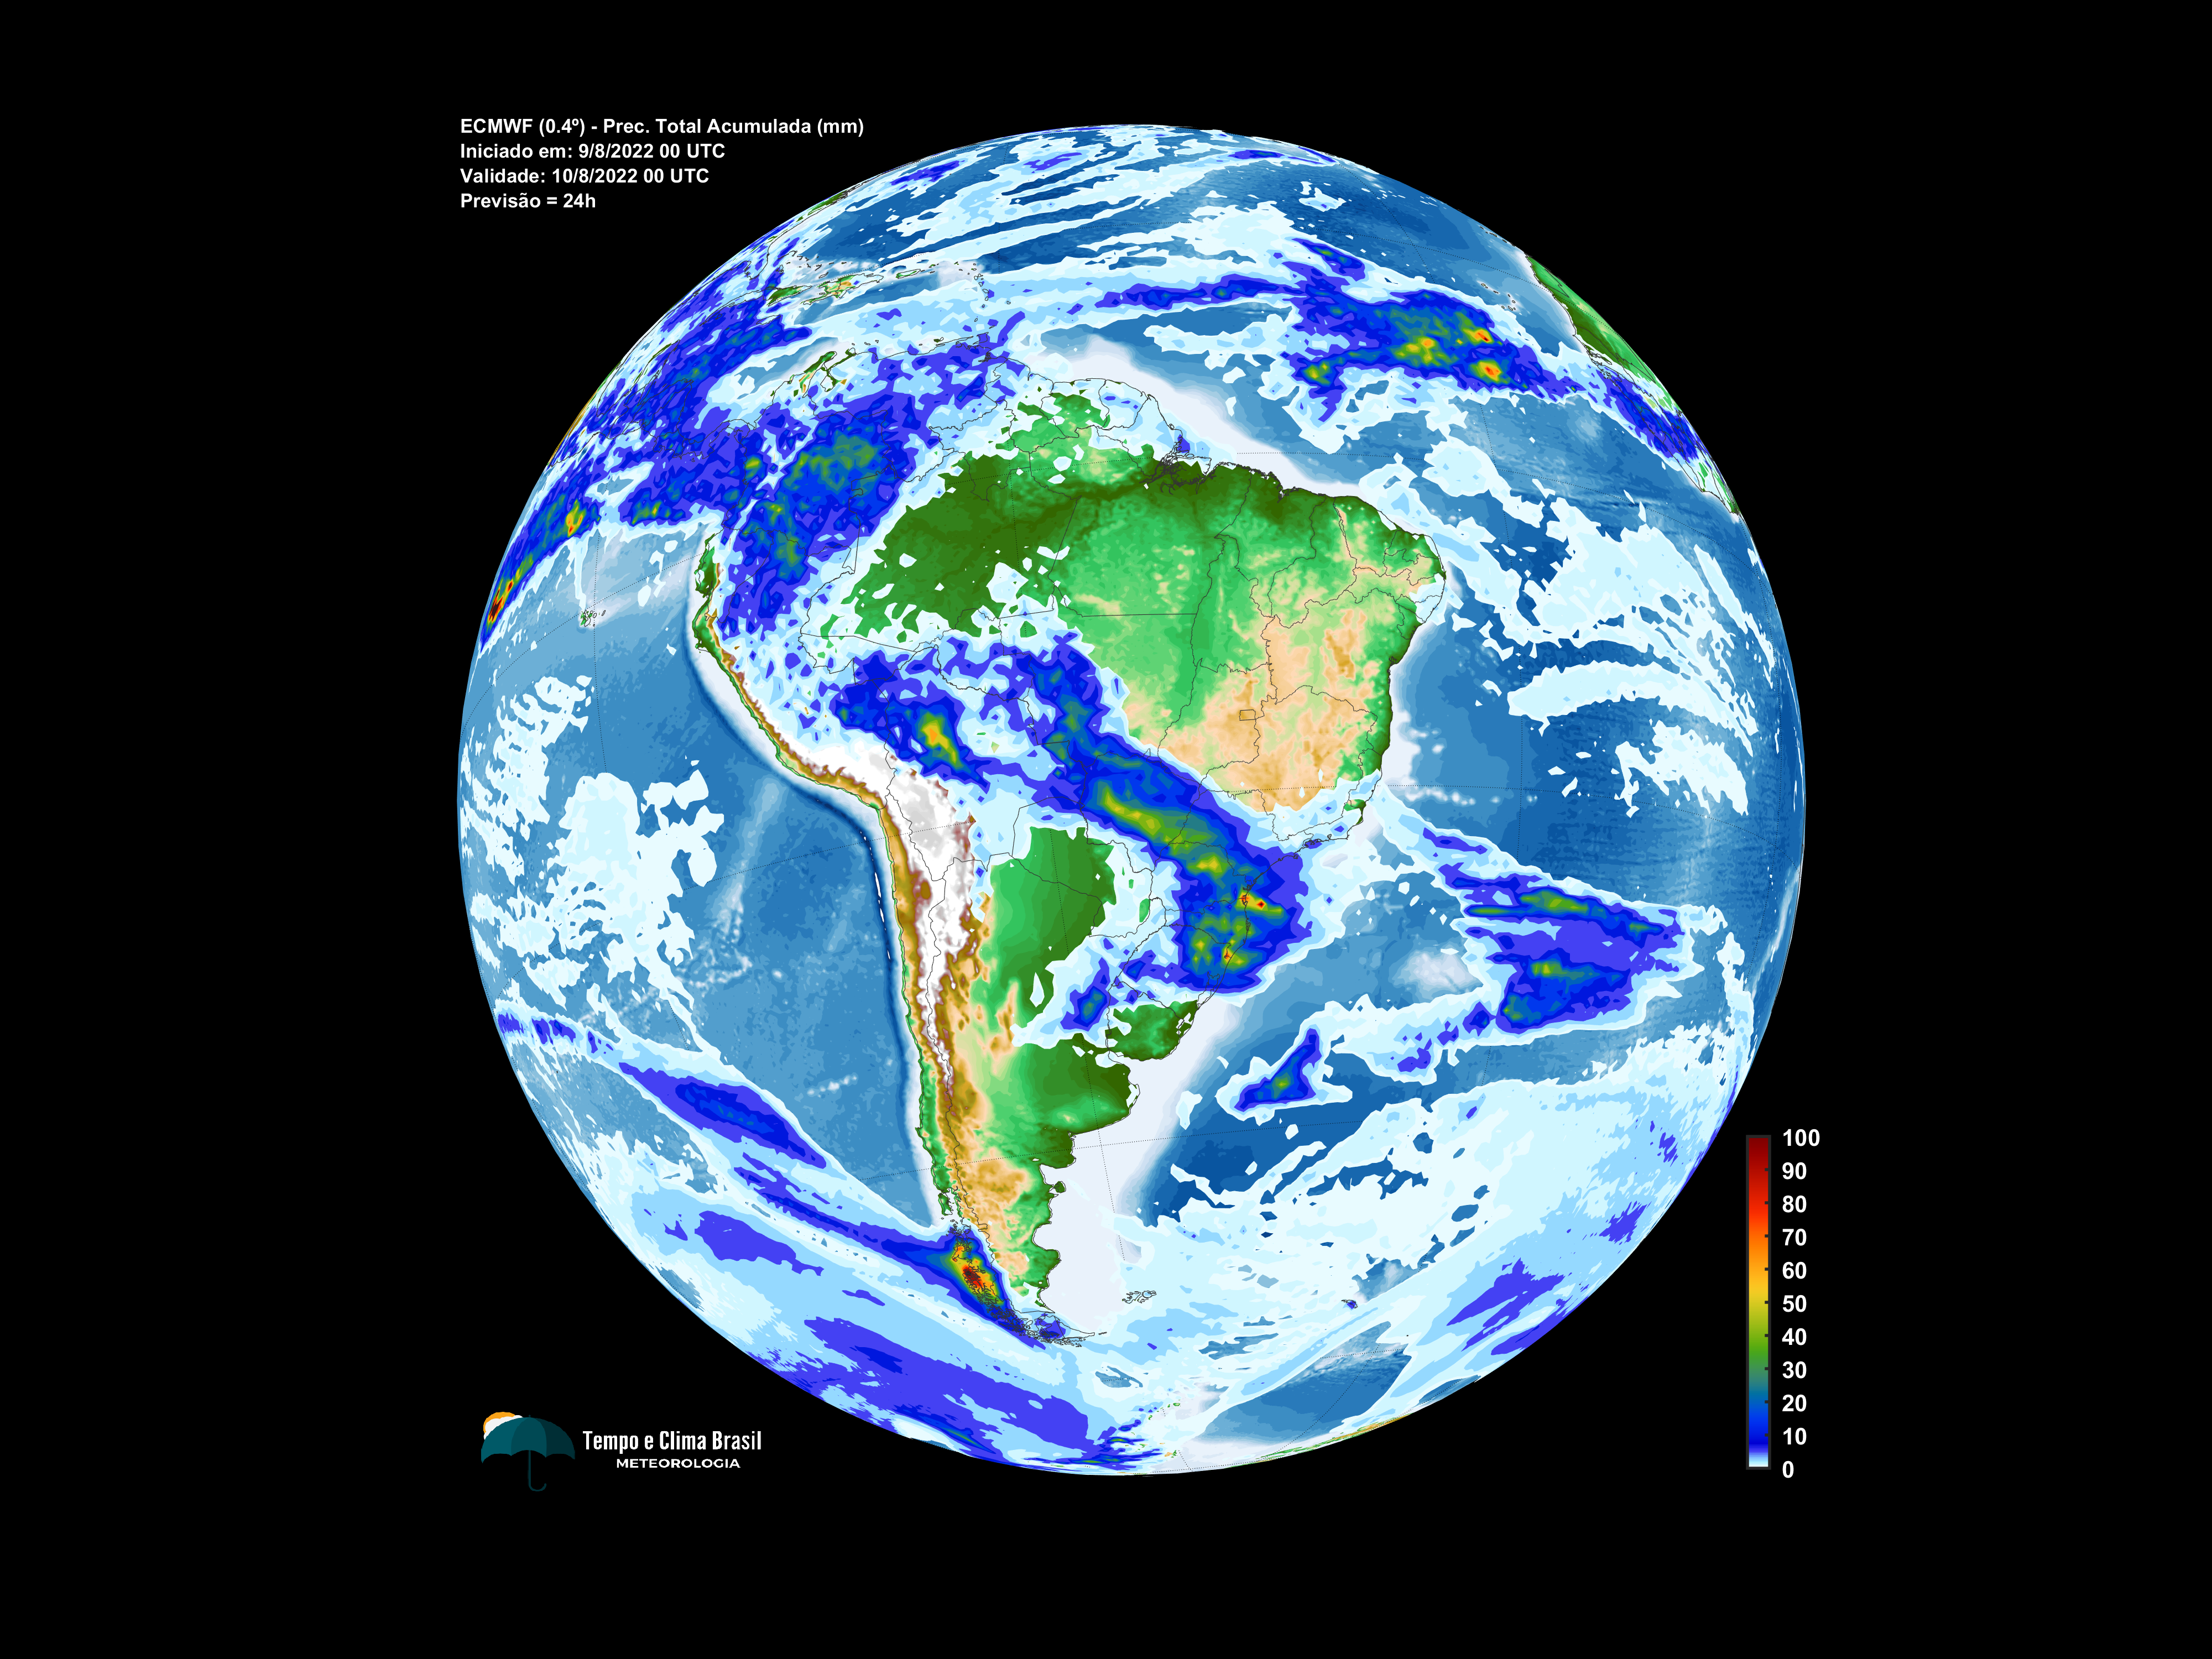 ECMWF (0.4º) - Prec. Total Acumulada (mm)
Iniciado em: 9/8/2022 00 UTC
Validade: 10/8/2022 00 UTC
Previsão = 24h
100
90
80
70
60
50
40
30
20
10
0
Tempo e Clima Brasil
METEOROLOGIA